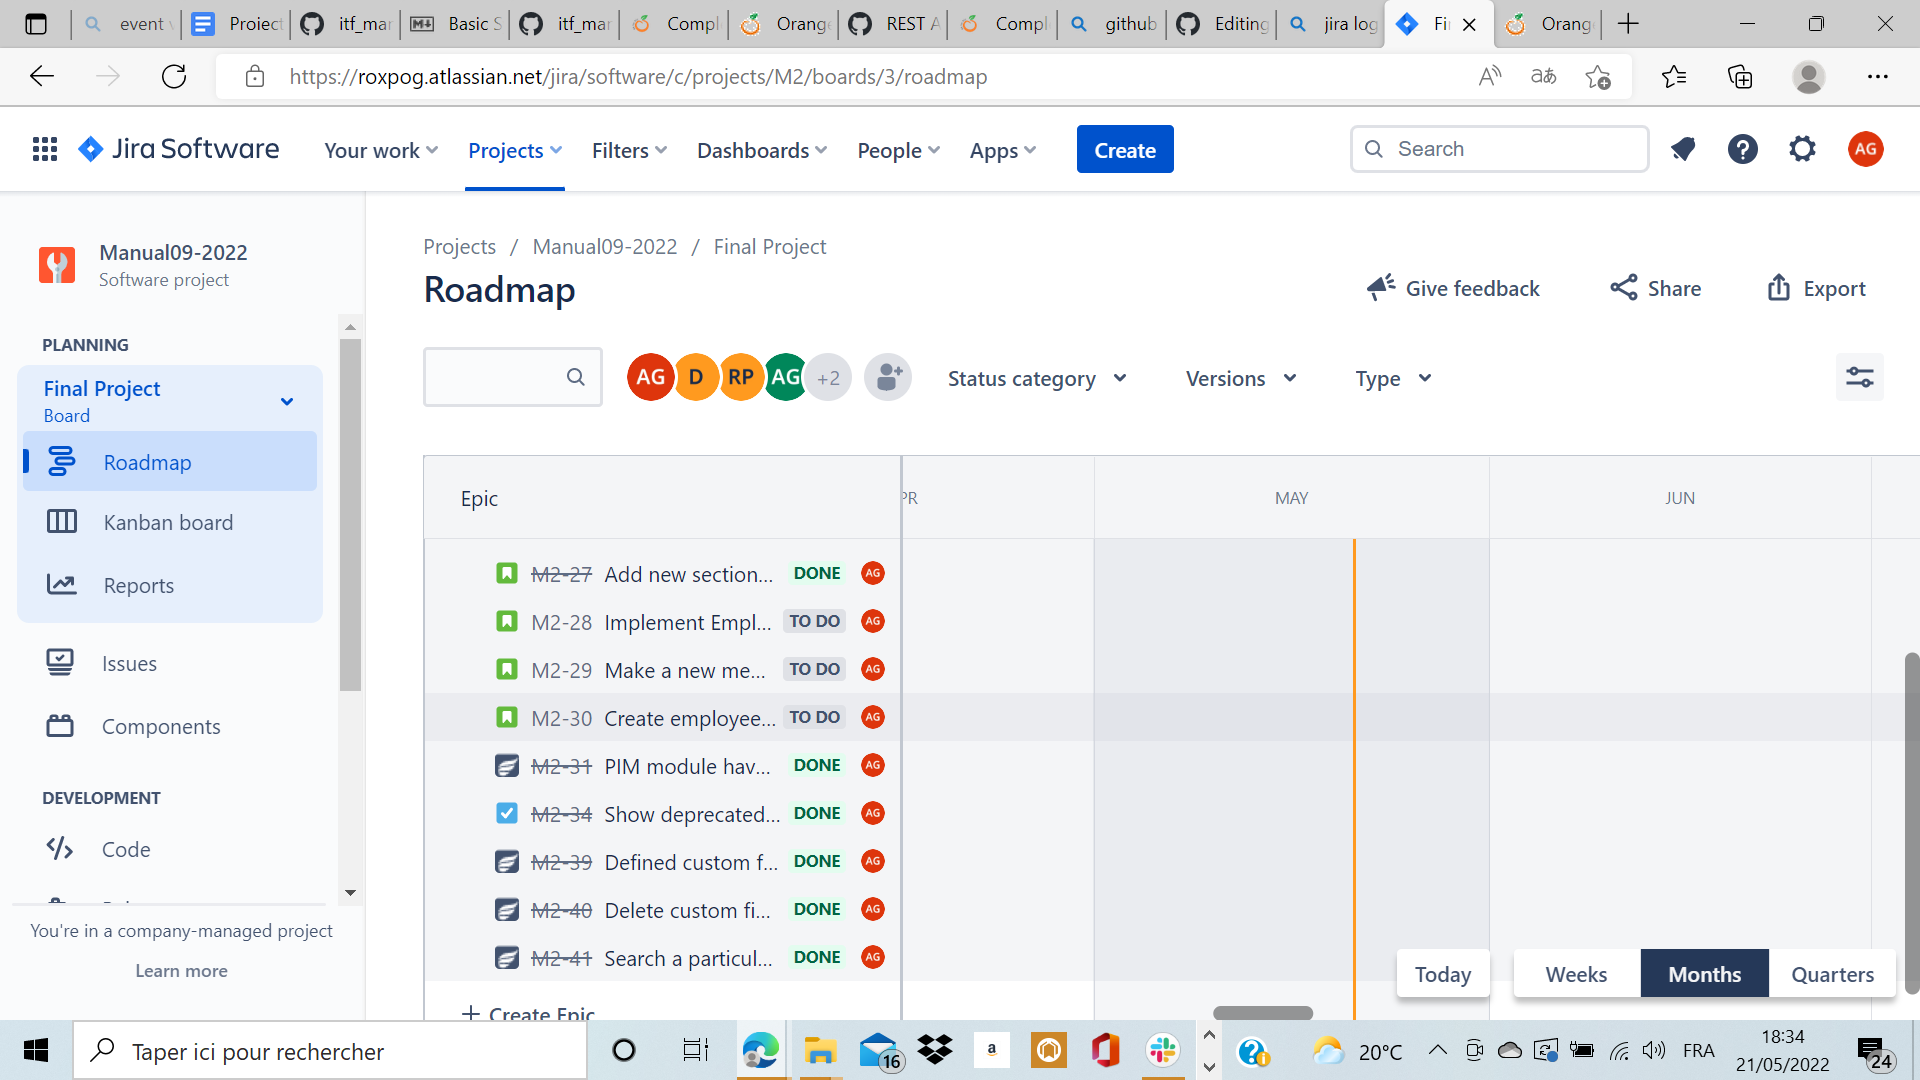 event v
Project
itf_mar
Basic S
itf_mar
Compl
Orange
REST A
Compl
github
Editing
jira log
Fi
Orang
https://roxpog.atlassian.net/jira/software/c/projects/M2/boards/3/roadmap
Jira Software
Your work
Projects
Filters
Dashboards
People
Apps
Create
Search
AG
Manual09-2022
Software project
PLANNING
Final Project
Board
Roadmap
Kanban board
Reports
Issues
Components
DEVELOPMENT
Code
You're in a company-managed project
Learn more
Projects / Manual09-2022 / Final Project
Roadmap
Give feedback
Share
Export
AG D RP AG +2
Status category
Versions
Type
Epic
PR
MAY
JUN
M2-27 Add new section... DONE AG
M2-28 Implement Empl... TO DO AG
M2-29 Make a new me... TO DO AG
M2-30 Create employee... TO DO AG
M2-31 PIM module hav... DONE AG
M2-34 Show deprecated... DONE AG
M2-39 Defined custom f... DONE AG
M2-40 Delete custom fi... DONE AG
M2-41 Search a particul... DONE AG
+ Create Epic
Today
Weeks
Months
Quarters
Taper ici pour rechercher
16
a
20°C
FRA
18:34
21/05/2022
24